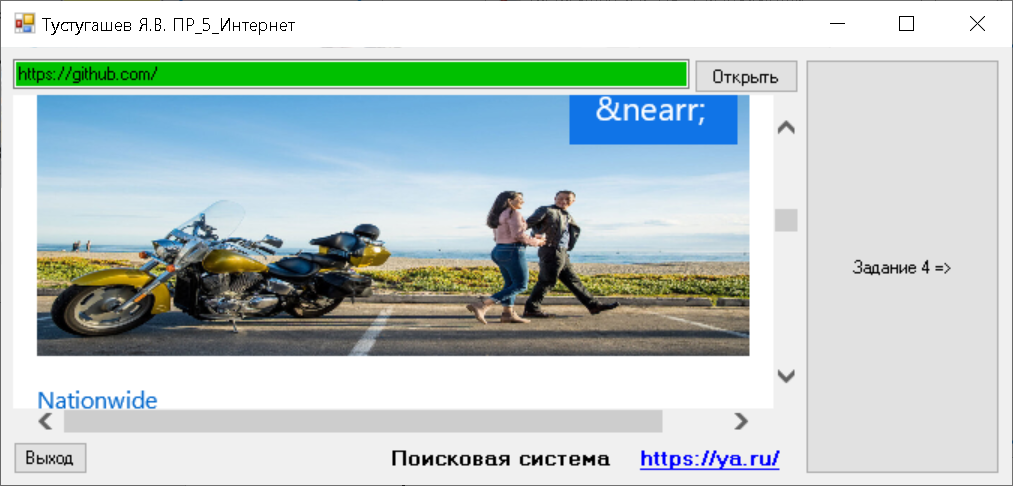 Тустугашев Я.В. ПР_5_Интернет
https://github.com/
Открыть
&nearr;
Задание 4 =>
Nationwide
Выход
Поисковая система https://ya.ru/